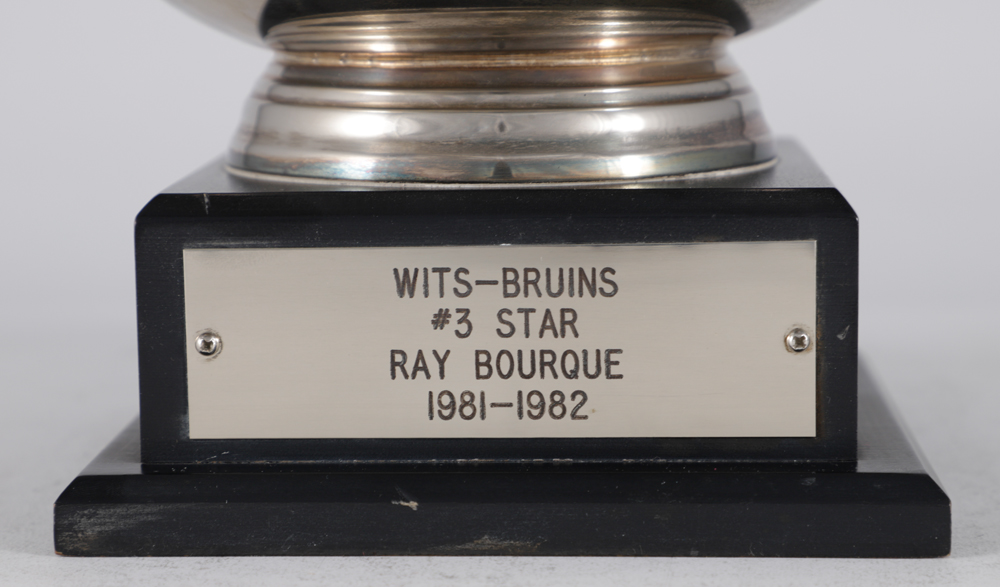 WITS-BRUINS
#3 STAR
RAY BOURQUE
1981-1982